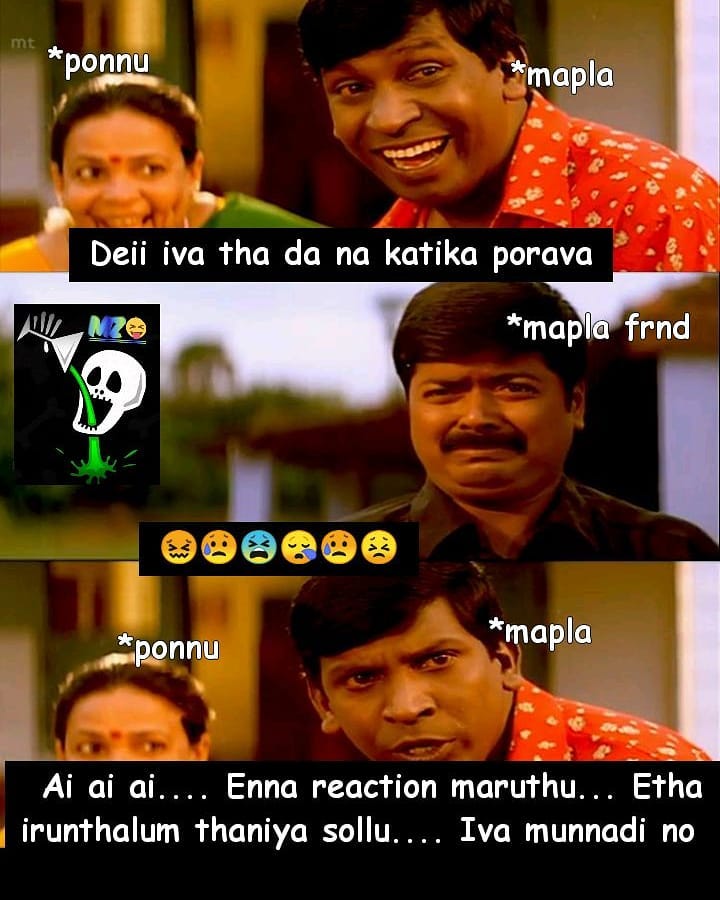 mt
*ponnu
*mapla
Deii iva tha da na katika porava
*mapla frnd
MZ😆
😖😥😭😪😥😣
*ponnu
*mapla
Ai ai ai.... Enna reaction maruthu... Etha
irunthalum thaniya sollu.... Iva munnadi no